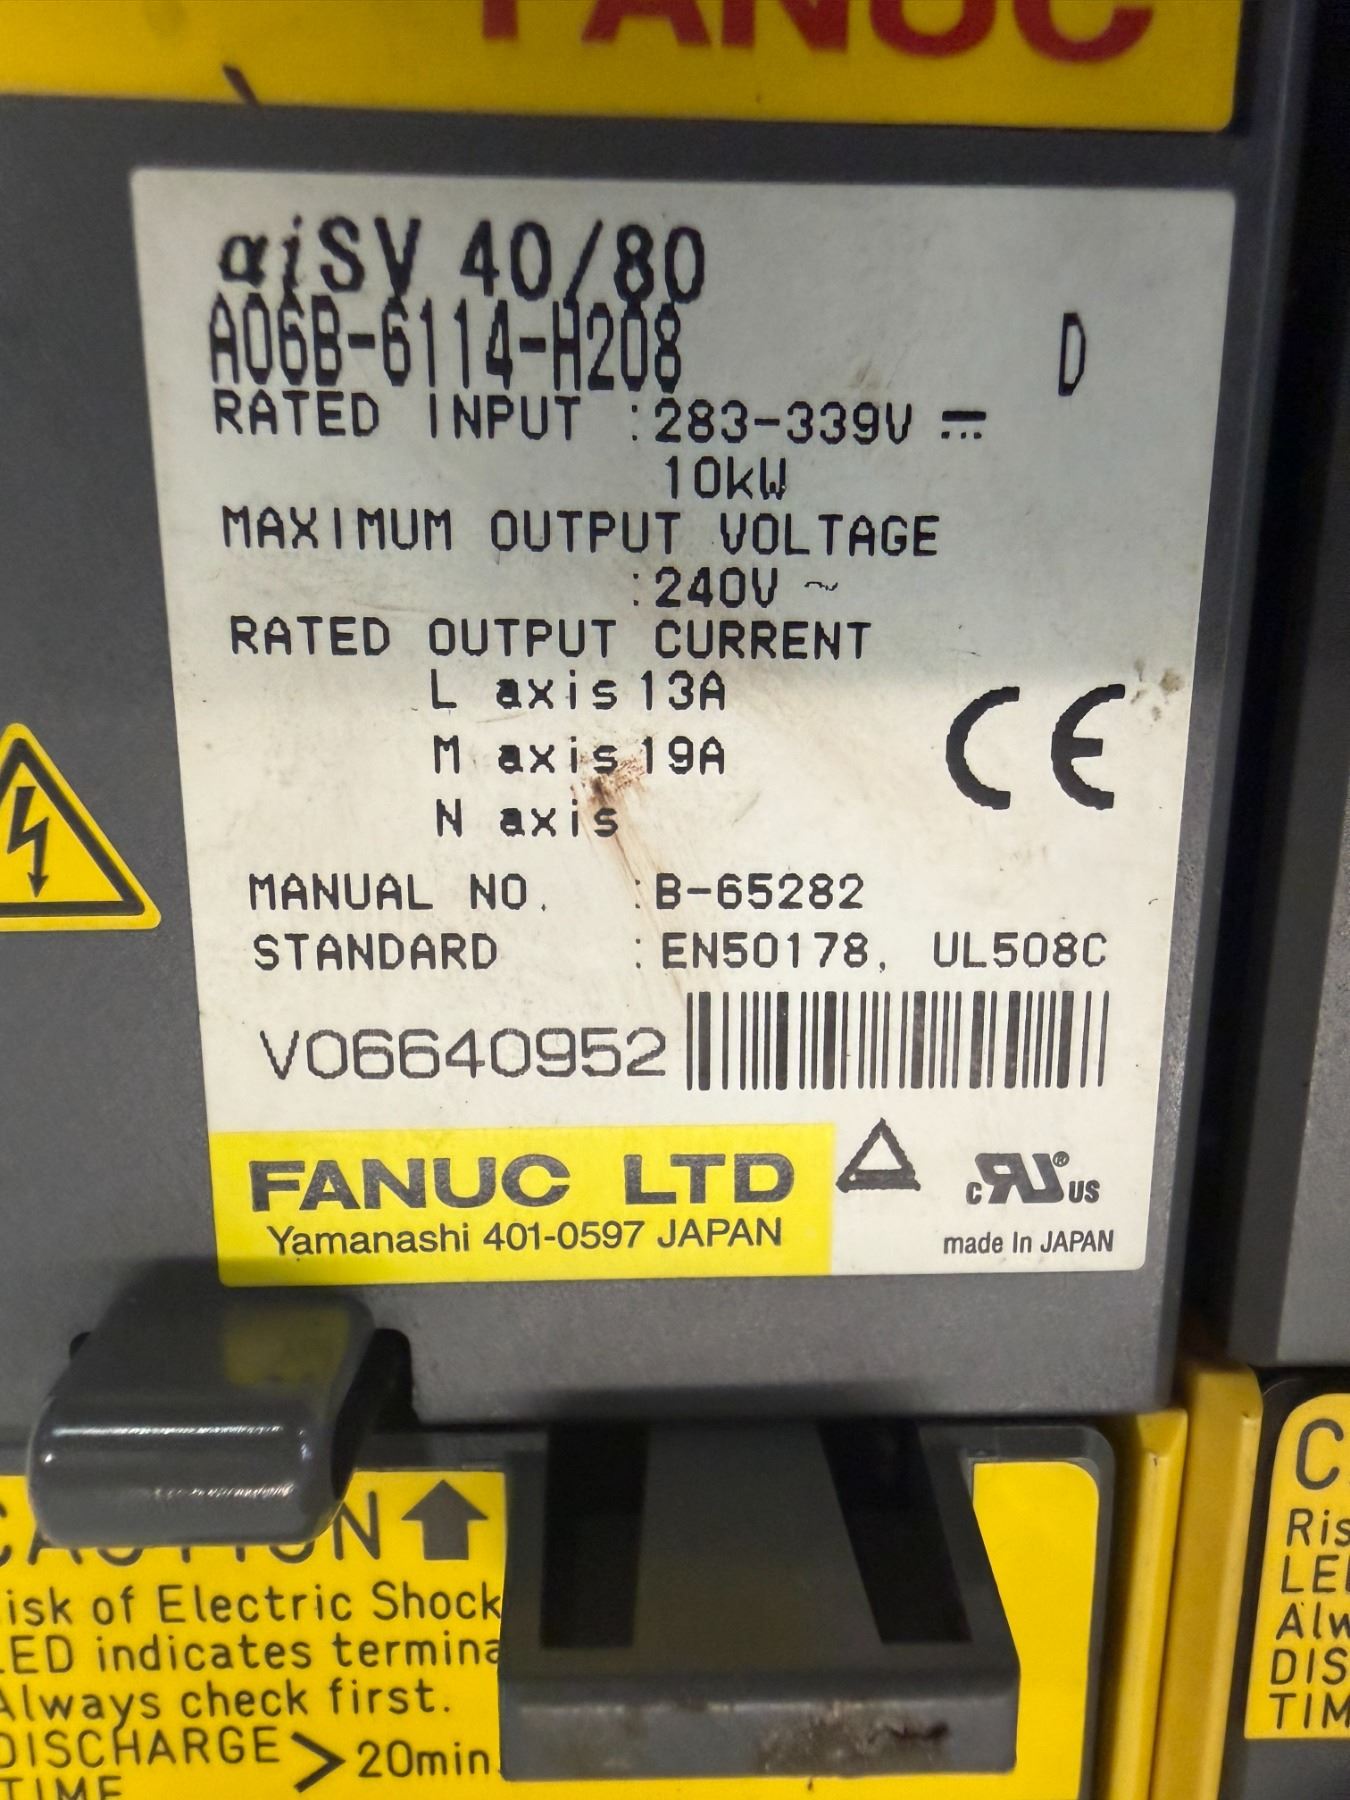 FANUC
αiSV 40/80
A06B-6114-H208 D
RATED INPUT :283-339V ⎓
10kW
MAXIMUM OUTPUT VOLTAGE
:240V ~
RATED OUTPUT CURRENT
L axis 13A
M axis 19A
N axis
CE
MANUAL NO. :B-65282
STANDARD :EN50178, UL508C
V06640952
FANUC LTD
Yamanashi 401-0597 JAPAN
c RU® US
made In JAPAN
CAUTION
isk of Electric Shock
LED indicates termina
Always check first.
DISCHARGE > 20min
TIME
C
Ris
LE
Alw
DIS
TIM